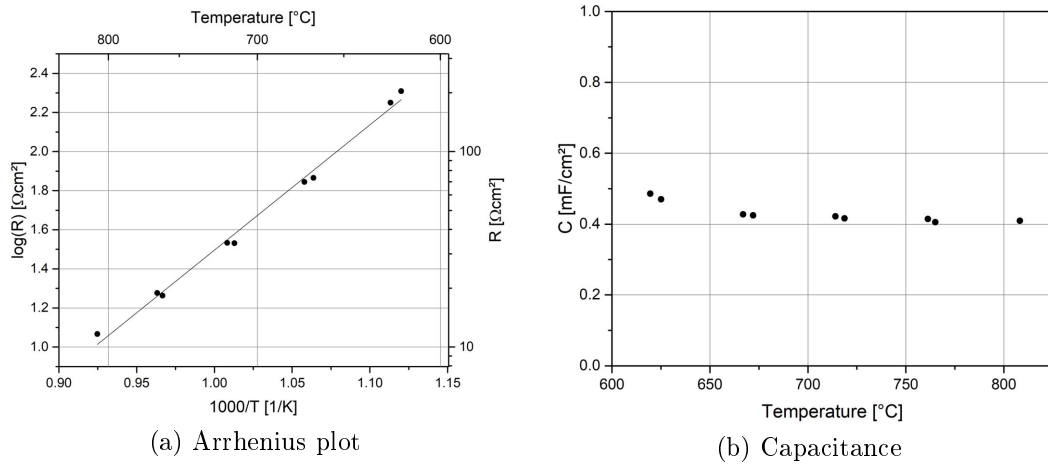 Temperature [°C]
800 700 600
2.4
2.2
2.0
1.8
1.6
1.4
1.2
1.0
log(R) [Ωcm²]
100
10
R [Ωcm²]
0.90 0.95 1.00 1.05 1.10 1.15
1000/T [1/K]
(a) Arrhenius plot
1.0
0.8
0.6
0.4
0.2
0.0
C [mF/cm²]
600 650 700 750 800
Temperature [°C]
(b) Capacitance